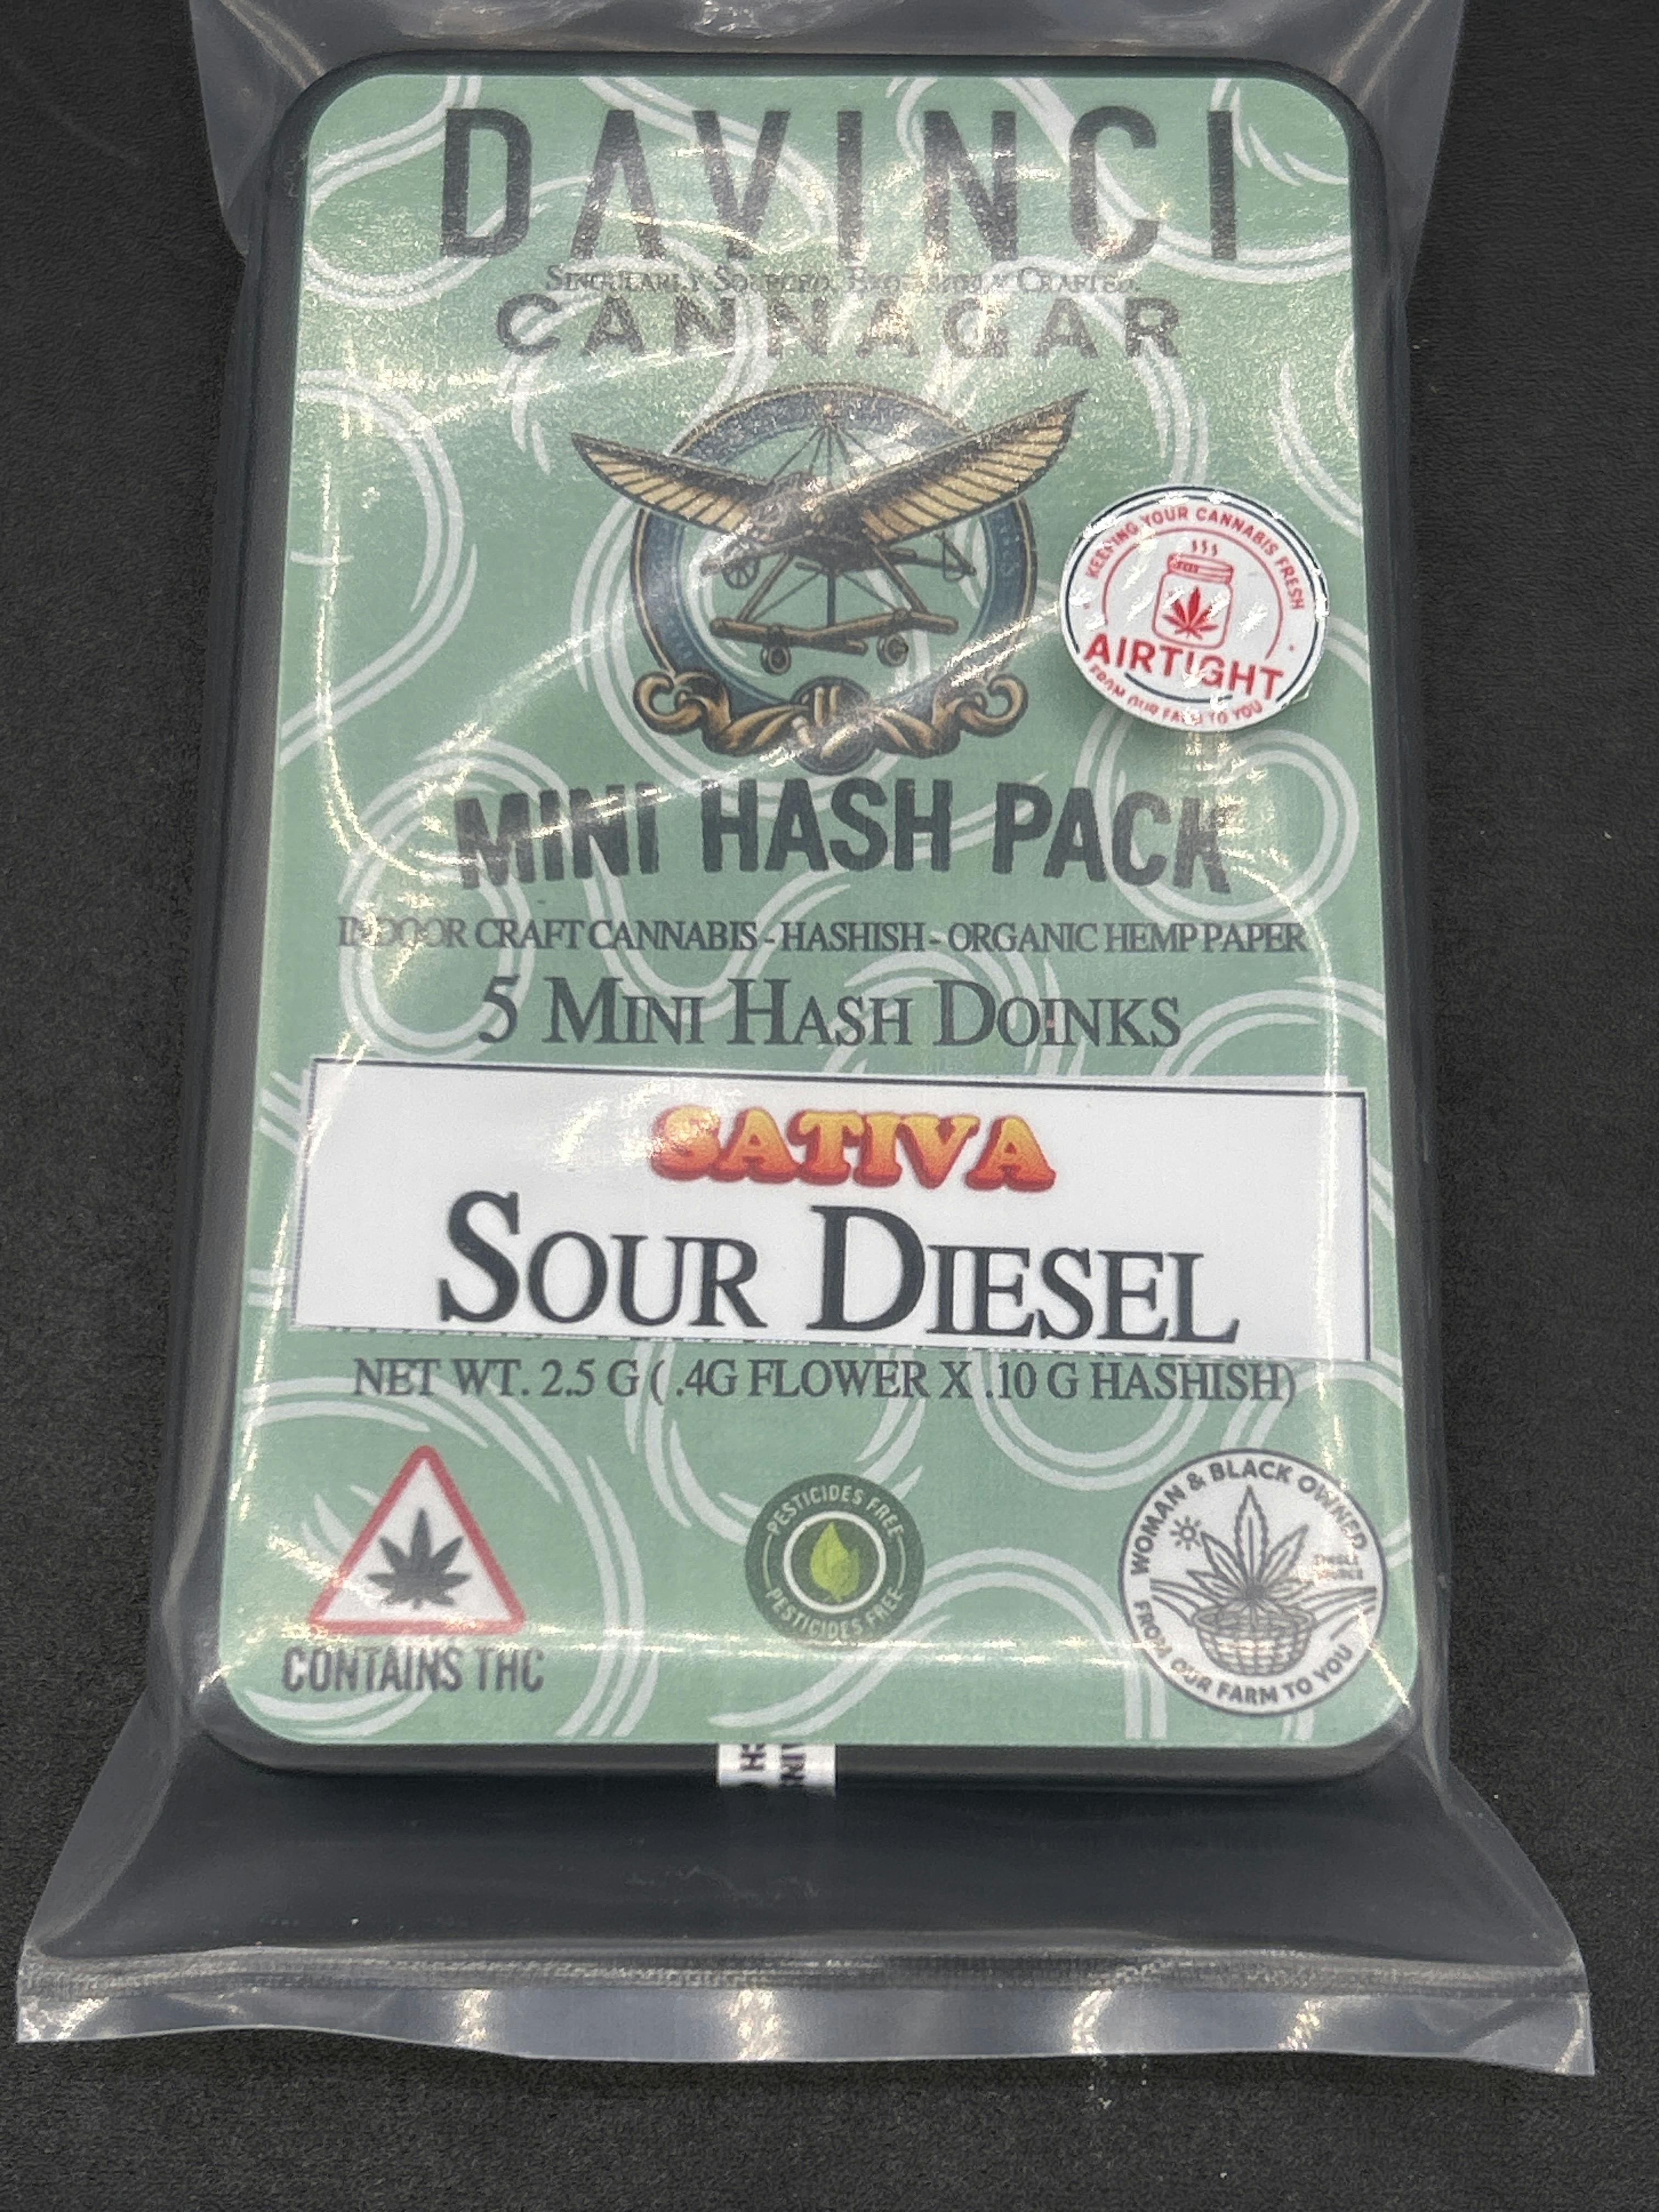 DAVINCI
SINGULARLY SOURCED. CRAFTED.
CANNAGAR
KEEPING YOUR CANNABIS FRESH
AIRTIGHT
FROM OUR FARM TO YOU
MINI HASH PACK
INDOOR CRAFT CANNABIS - HASHISH - ORGANIC HEMP PAPER
5 MINI HASH DOINKS
SATIVA
SOUR DIESEL
NET WT. 2.5 G ( .4G FLOWER X .10 G HASHISH)
CONTAINS THC
PESTICIDES FREE
PESTICIDES FREE
WOMAN & BLACK OWNED
SINGLE
SOURCE
FROM OUR FARM TO YOU